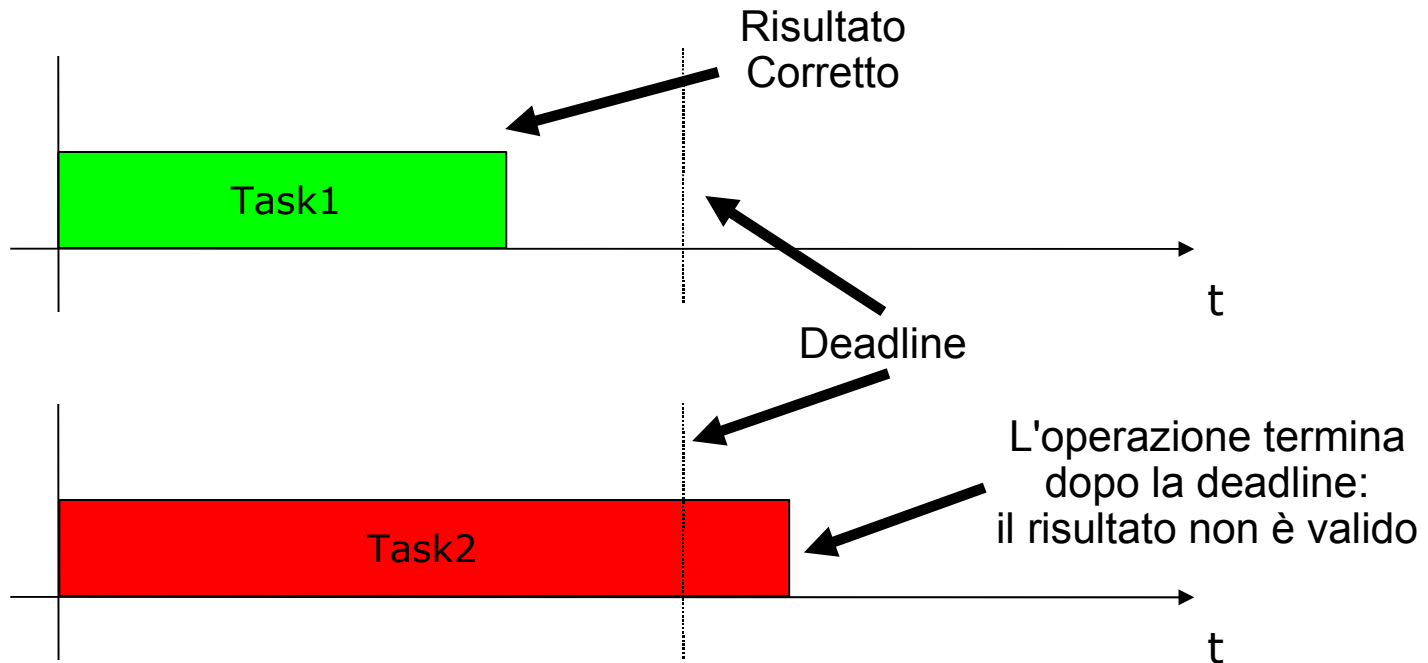 Risultato
Corretto
Task1
t
Deadline
L'operazione termina
dopo la deadline:
il risultato non è valido
Task2
t